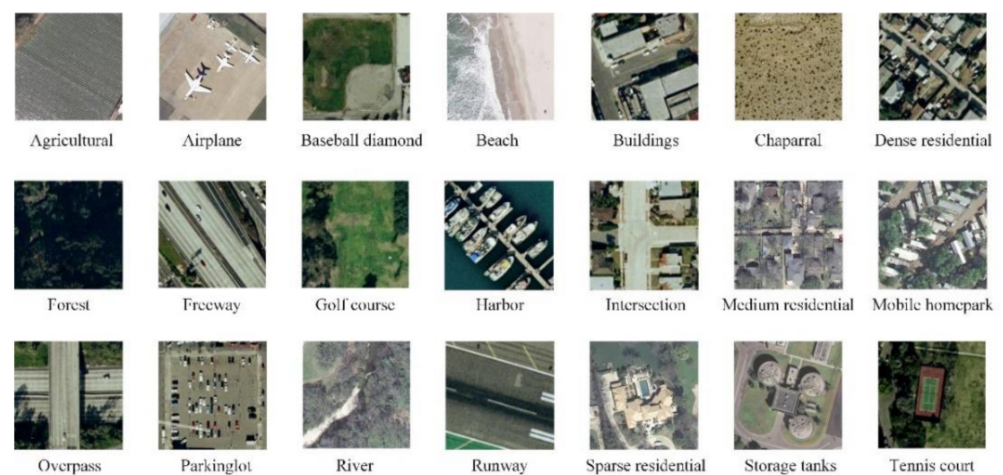 Agricultural Airplane Baseball diamond Beach Buildings Chaparral Dense residential
Forest Freeway Golf course Harbor Intersection Medium residential Mobile homepark
Overpass Parkinglot River Runway Sparse residential Storage tanks Tennis court